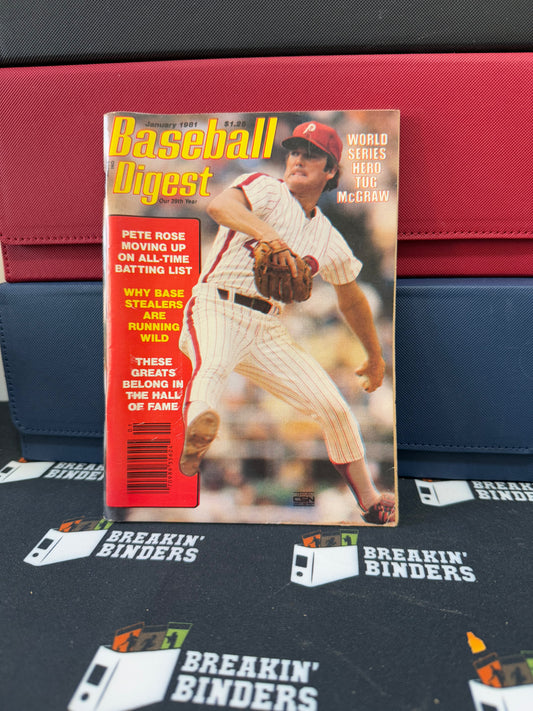 January 1981 $1.25
Baseball
Digest
Our 39th Year
P
WORLD
SERIES
HERO
TUG
McGRAW
PETE ROSE
MOVING UP
ON ALL-TIME
BATTING LIST
WHY BASE
STEALERS
ARE
RUNNING
WILD
THESE
GREATS
BELONG IN
THE HALL
OF FAME
BREAKIN'
BINDERS
BREAKIN'
BINDERS
BREAKIN'
BINDERS
BREAKIN'
BINDERS
BREAKIN'
BINDERS